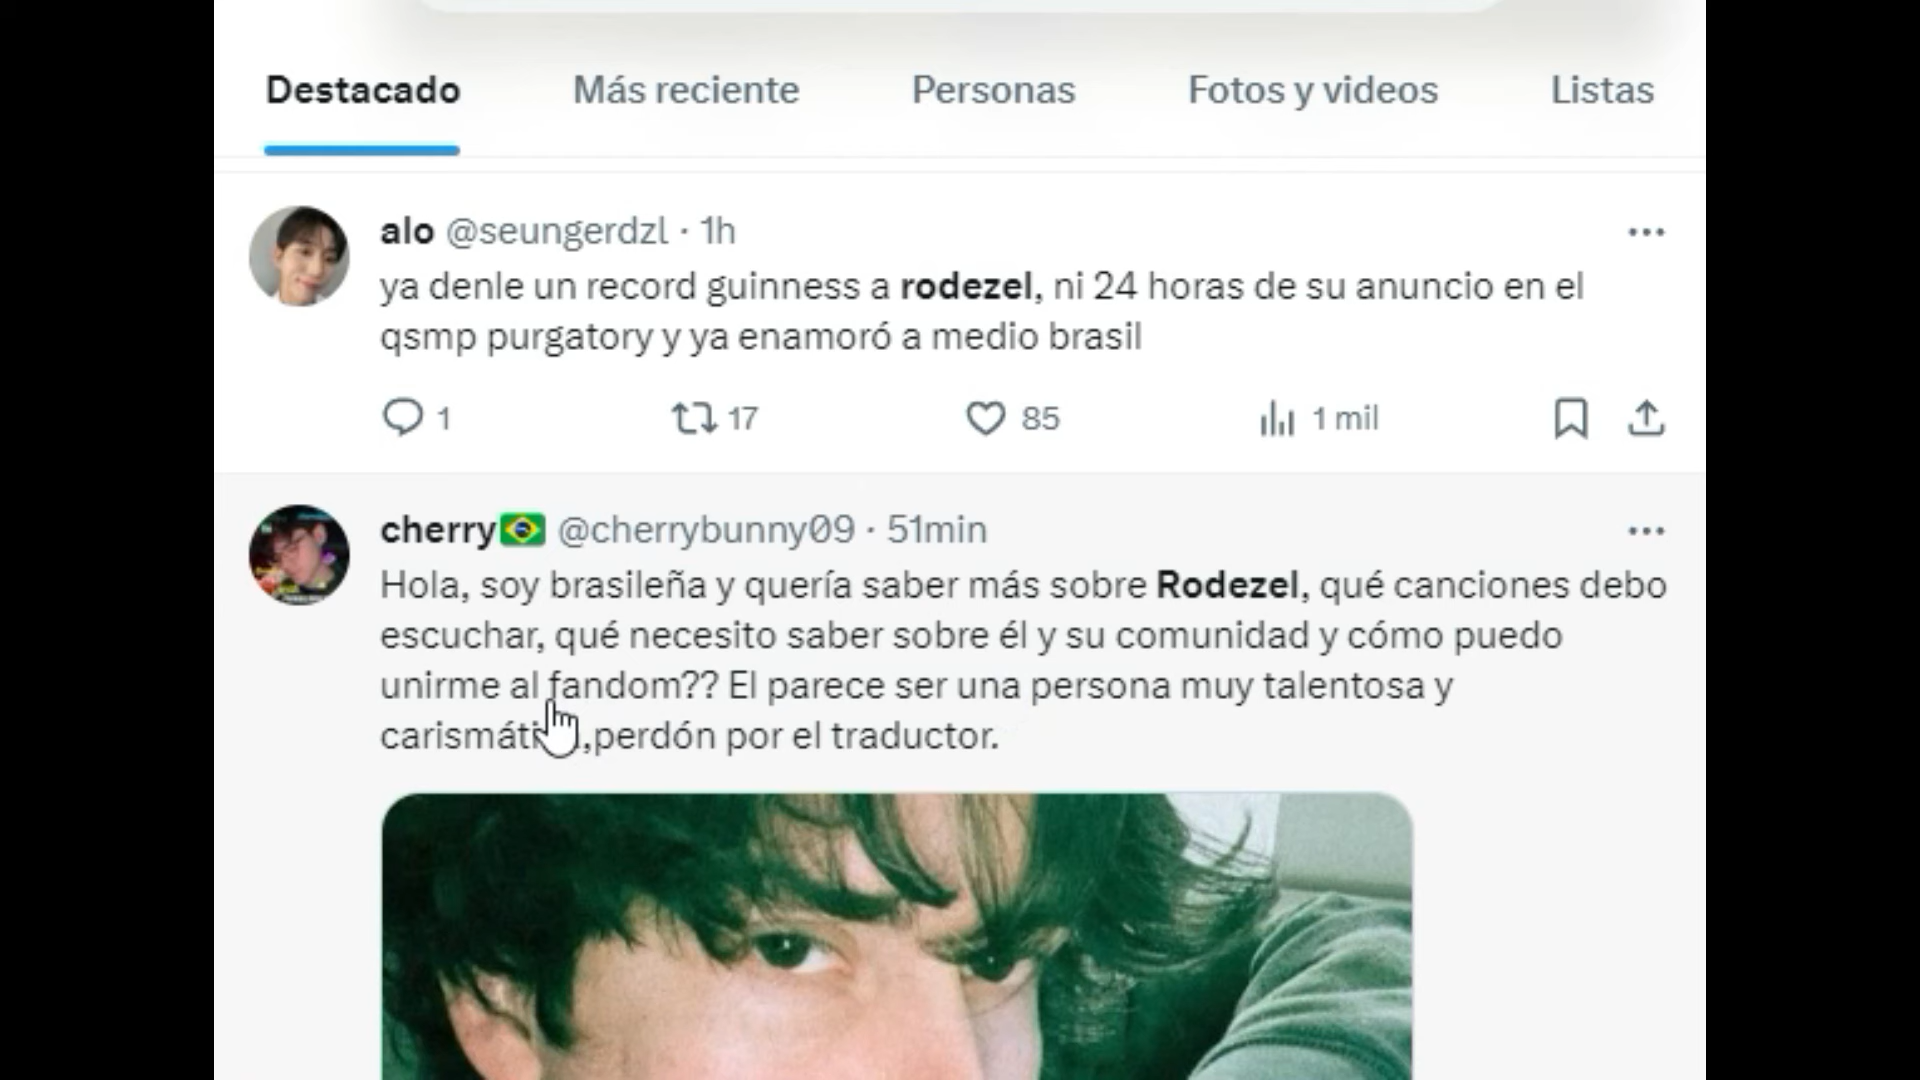 Destacado Más reciente Personas Fotos y videos Listas
alo @seungerdzl · 1h
ya denle un record guinness a rodezel, ni 24 horas de su anuncio en el
qsmp purgatory y ya enamoró a medio brasil
1 17 85 1 mil
cherry🇧🇷 @cherrybunny09 · 51min
Hola, soy brasileña y quería saber más sobre Rodezel, qué canciones debo
escuchar, qué necesito saber sobre él y su comunidad y cómo puedo
unirme al fandom?? El parece ser una persona muy talentosa y
,perdón por el traductor.